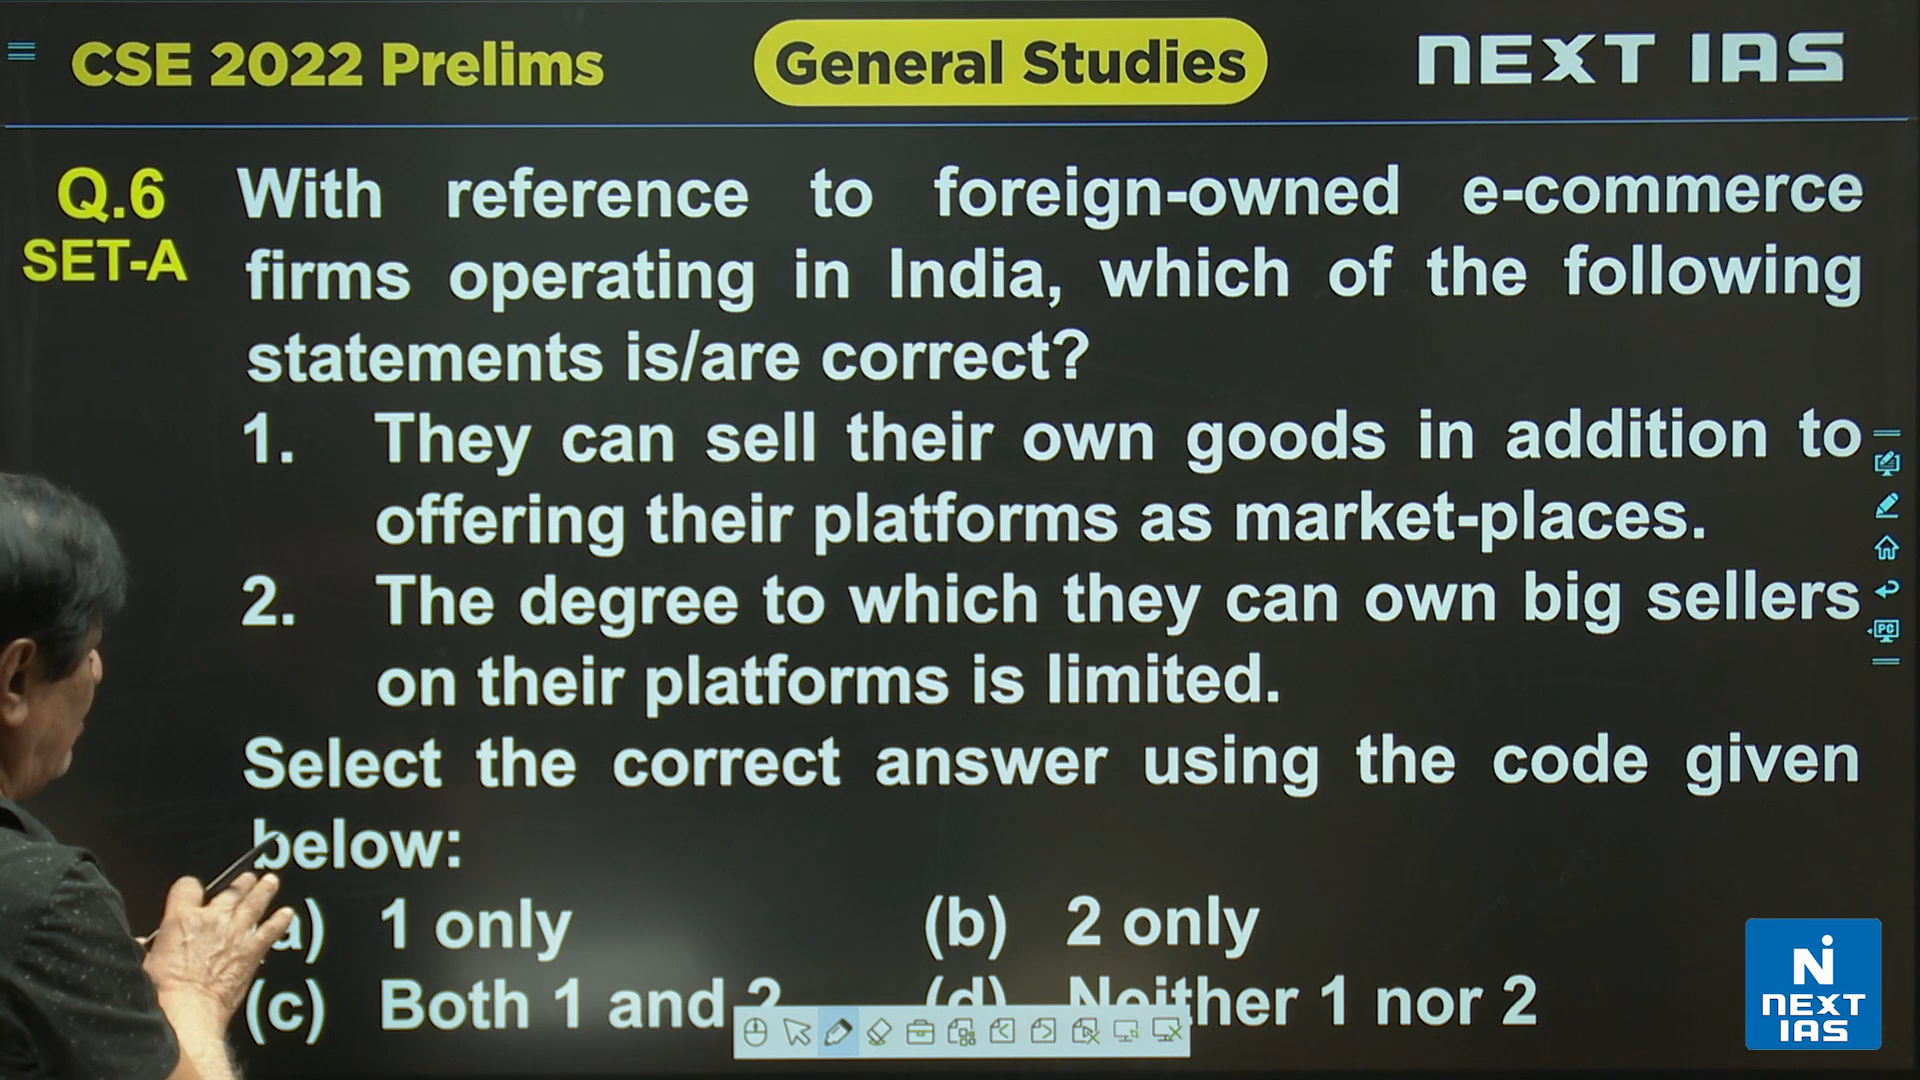 CSE 2022 Prelims
General Studies
NEXT IAS
Q.6
SET-A
With reference to foreign-owned e-commerce
firms operating in India, which of the following
statements is/are correct?
1. They can sell their own goods in addition to
offering their platforms as market-places.
2. The degree to which they can own big sellers
on their platforms is limited.
Select the correct answer using the code given
below:
a) 1 only
(b) 2 only
(c) Both 1 and 2
(d) Neither 1 nor 2
PC
N
NEXT
IAS